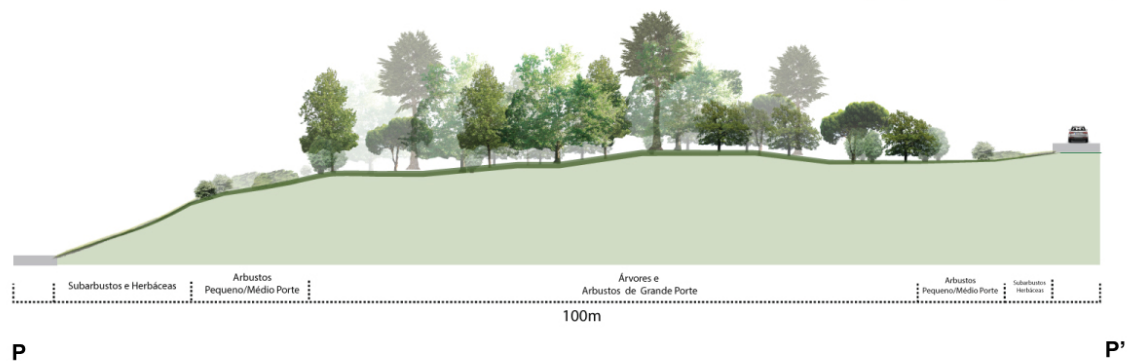 Subarbustos e Herbáceas
Arbustos
Pequeno/Médio Porte
Árvores e
Arbustos de Grande Porte
Arbustos
Pequeno/Médio Porte
Subarbustos
Herbáceas
100m
P
P'